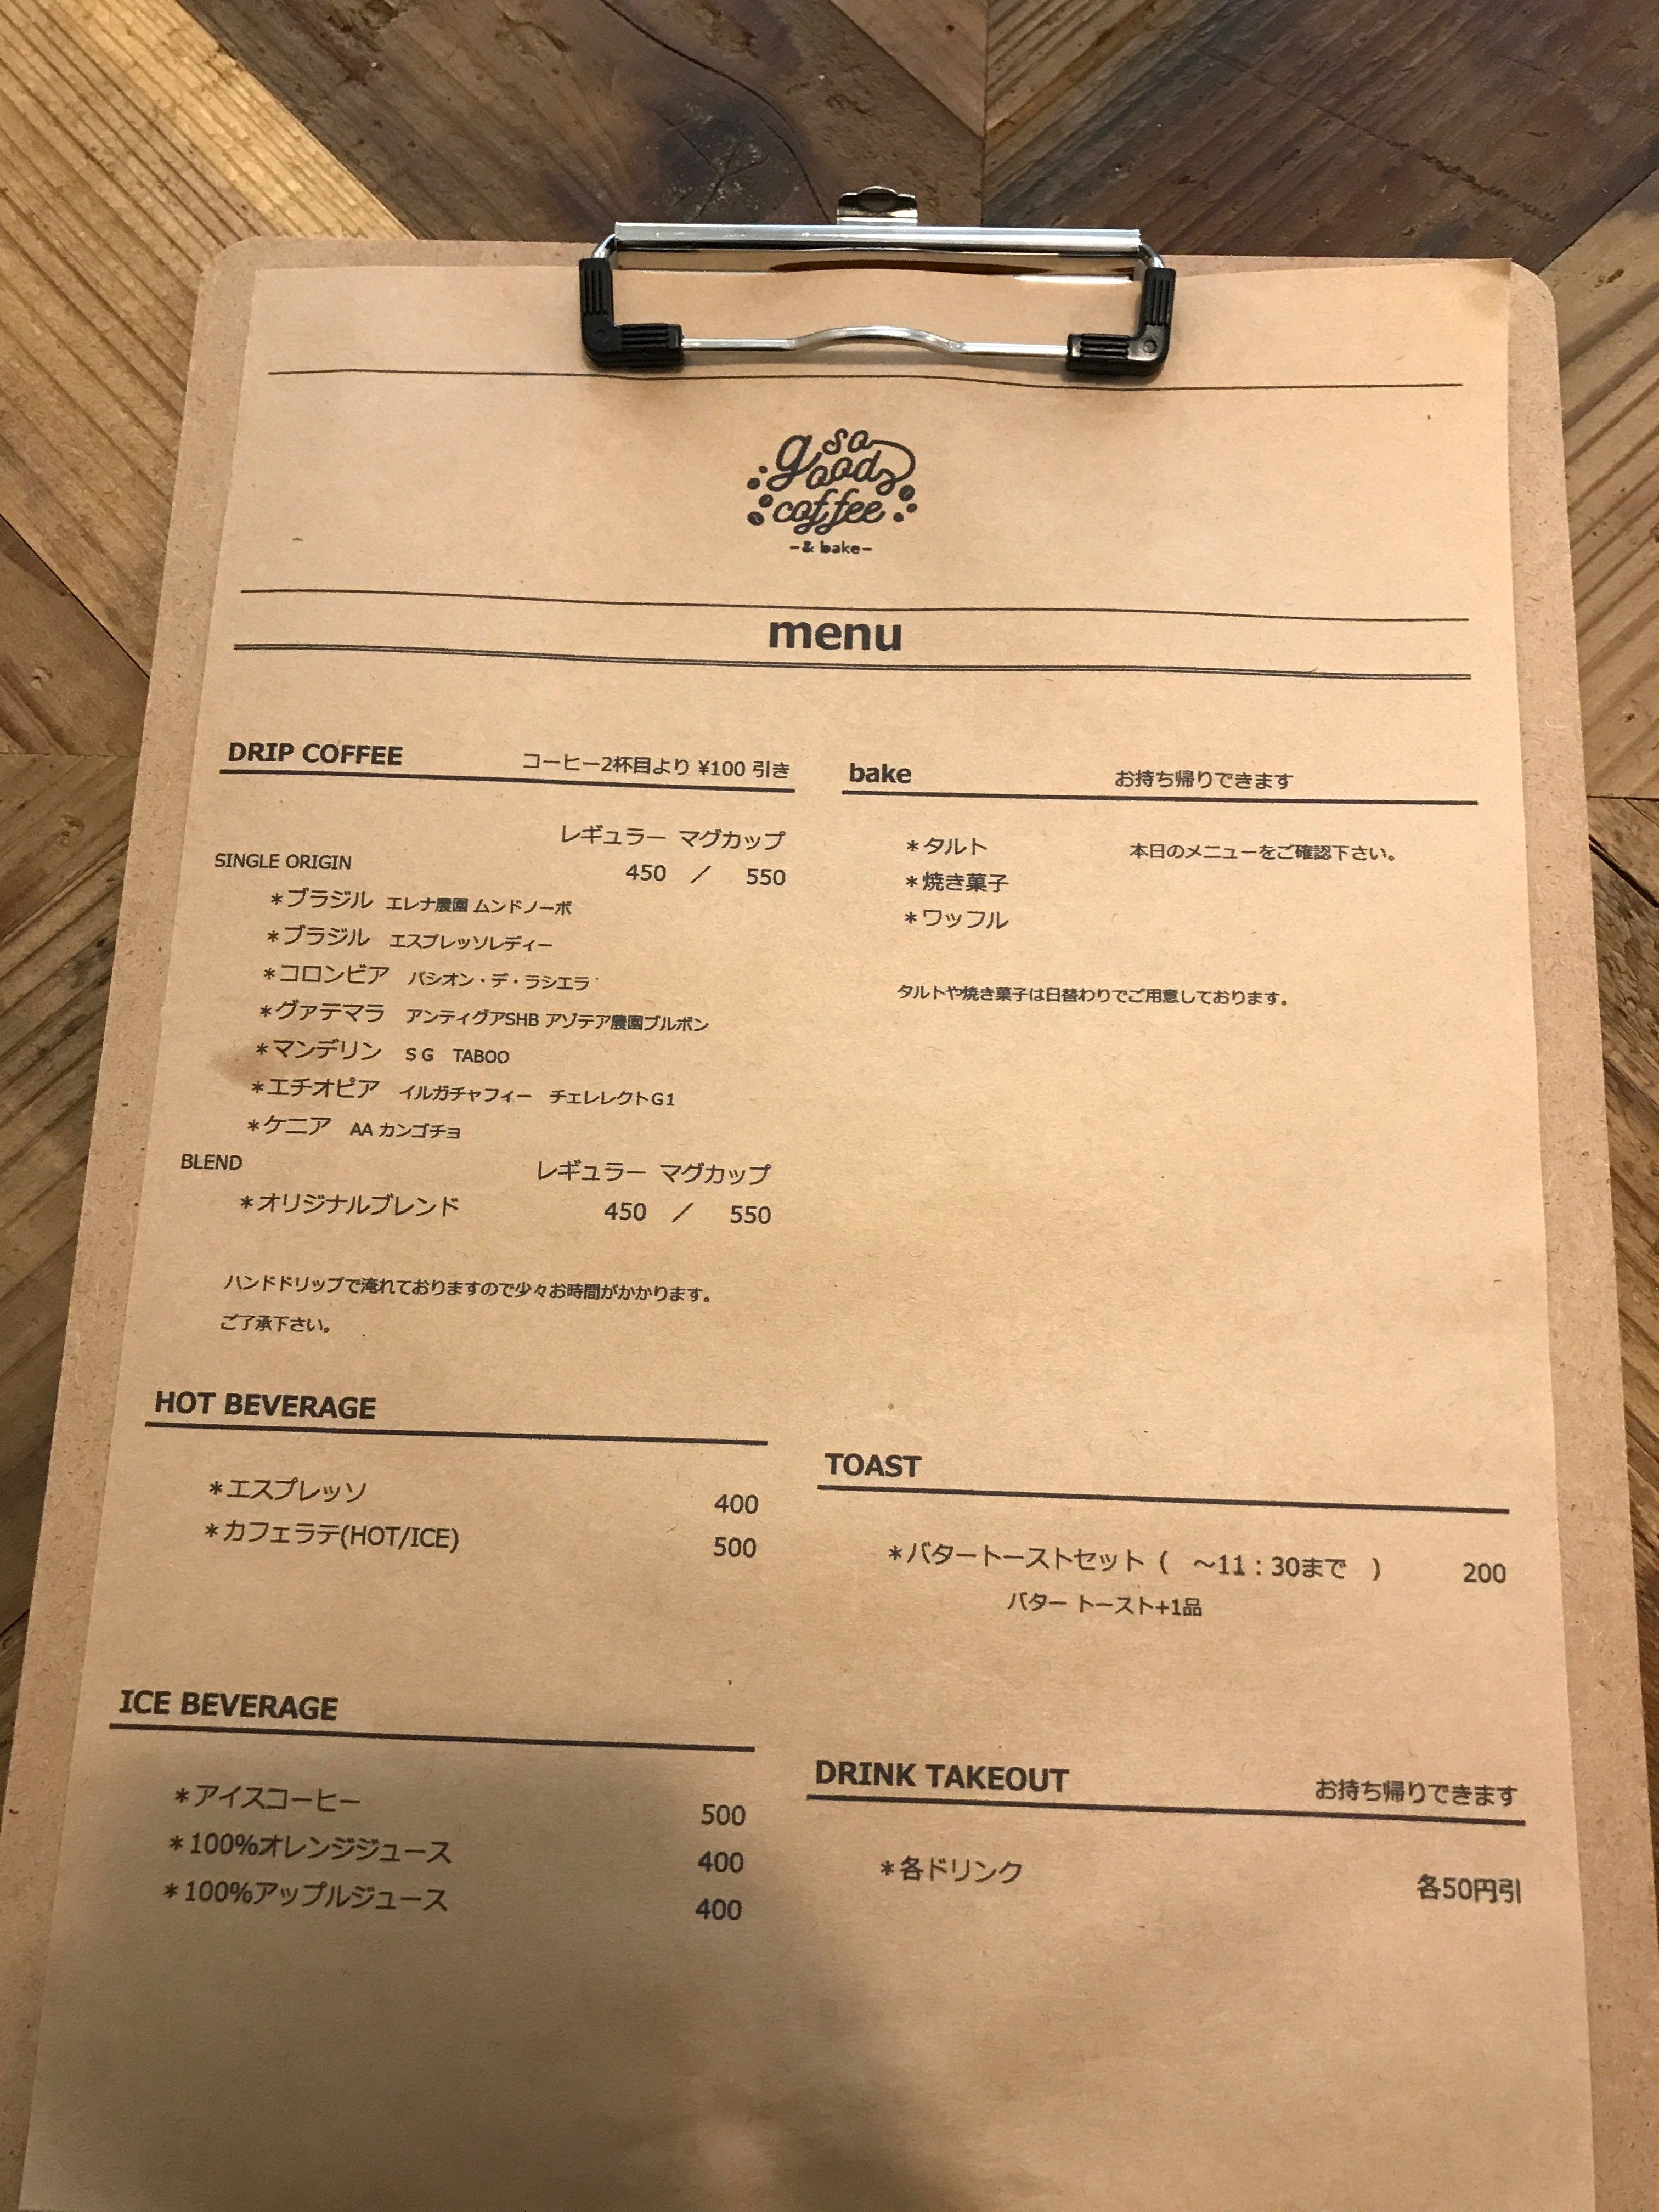 so
good
coffee
-& bake-
menu
DRIP COFFEE コーヒー2杯目より ¥100 引き
レギュラー マグカップ
SINGLE ORIGIN 450 ／ 550
＊ブラジル エレナ農園 ムンドノーボ
＊ブラジル エスプレッソレディー
＊コロンビア パシオン・デ・ラシエラ
＊グァテマラ アンティグアSHB アゾテア農園ブルボン
＊マンデリン ＳＧ TABOO
＊エチオピア イルガチャフィー チェレレクトG1
＊ケニア AA カンゴチョ
BLEND レギュラー マグカップ
＊オリジナルブレンド 450 ／ 550
ハンドドリップで淹れておりますので少々お時間がかかります。
ご了承下さい。
HOT BEVERAGE
＊エスプレッソ 400
＊カフェラテ(HOT/ICE) 500
ICE BEVERAGE
＊アイスコーヒー 500
＊100%オレンジジュース 400
＊100%アップルジュース 400
bake お持ち帰りできます
＊タルト 本日のメニューをご確認下さい。
＊焼き菓子
＊ワッフル
タルトや焼き菓子は日替わりでご用意しております。
TOAST
＊バタートーストセット（ ～11：30まで ） 200
バター トースト+1品
DRINK TAKEOUT お持ち帰りできます
＊各ドリンク 各50円引